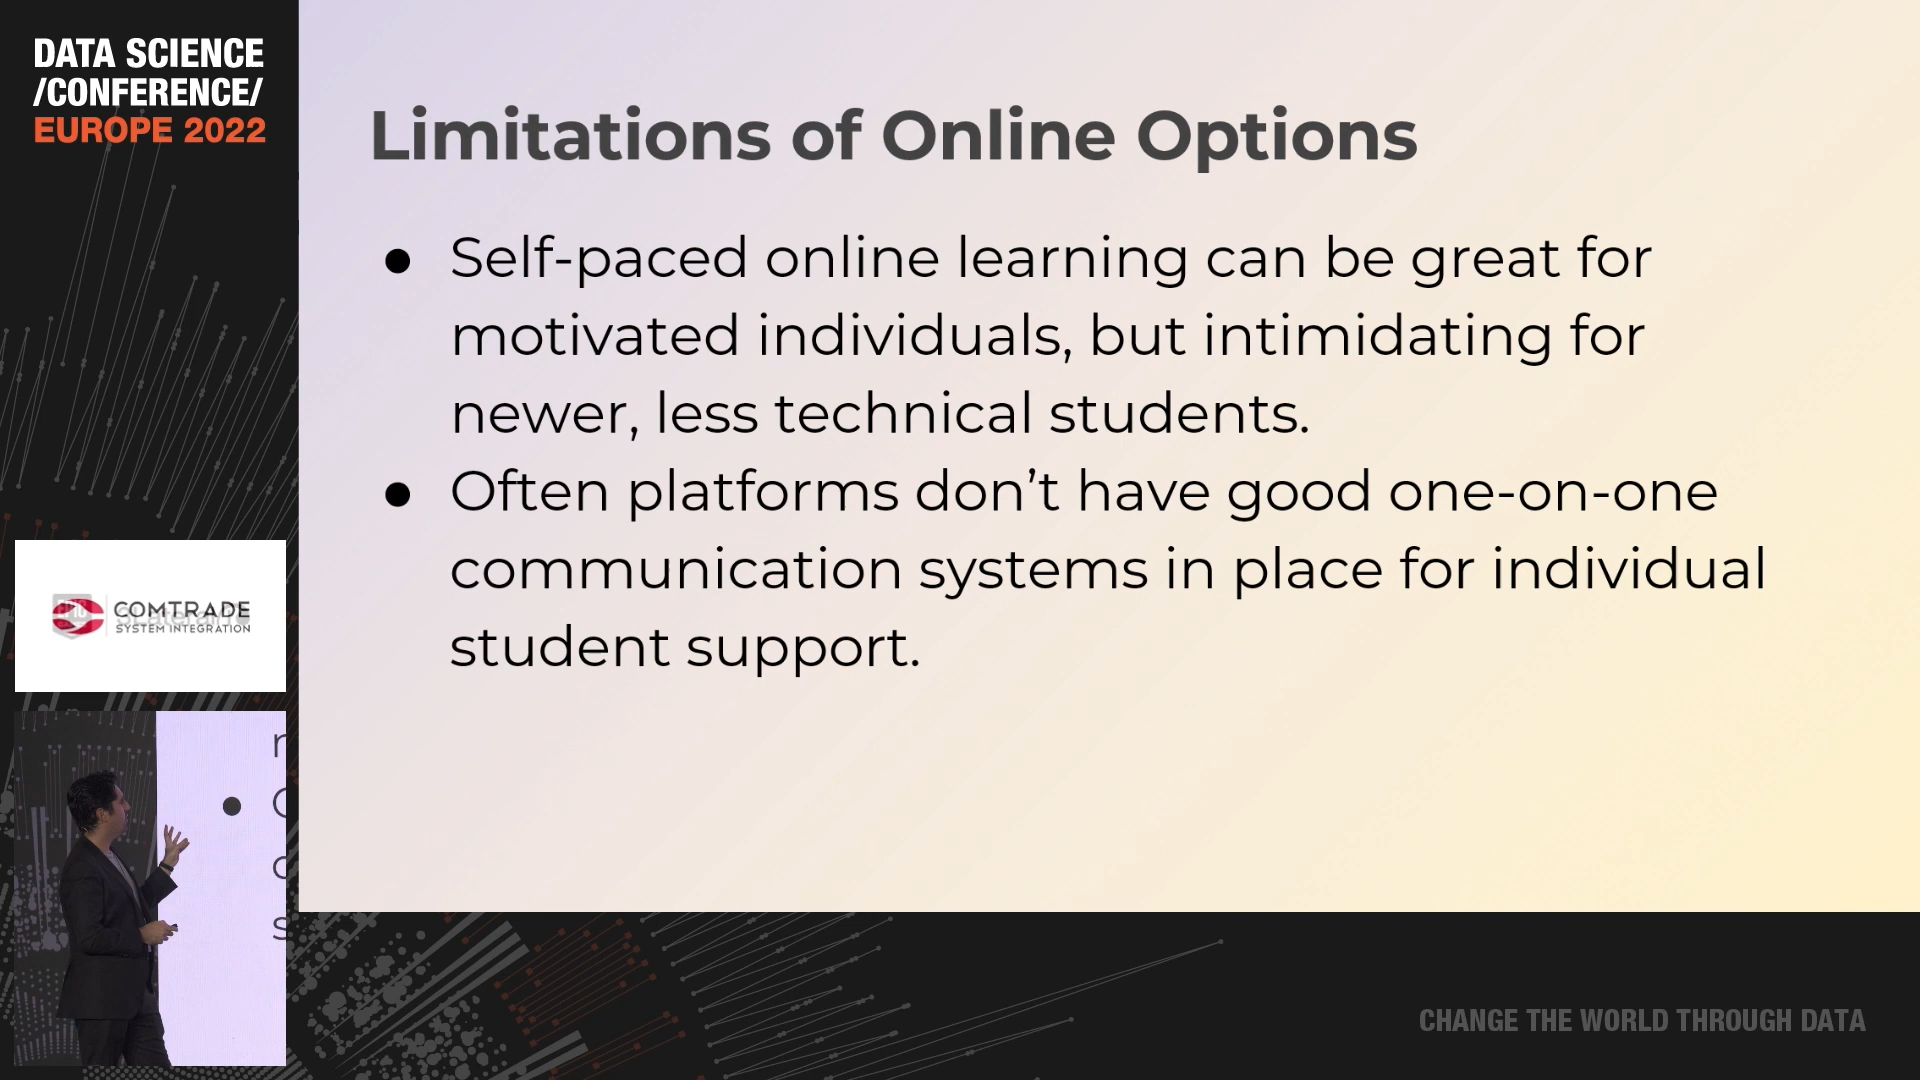 DATA SCIENCE
/CONFERENCE/
EUROPE 2022
Limitations of Online Options
● Self-paced online learning can be great for
motivated individuals, but intimidating for
newer, less technical students.
● Often platforms don’t have good one-on-one
communication systems in place for individual
student support.
COMTRADE
SYSTEM INTEGRATION
CHANGE THE WORLD THROUGH DATA